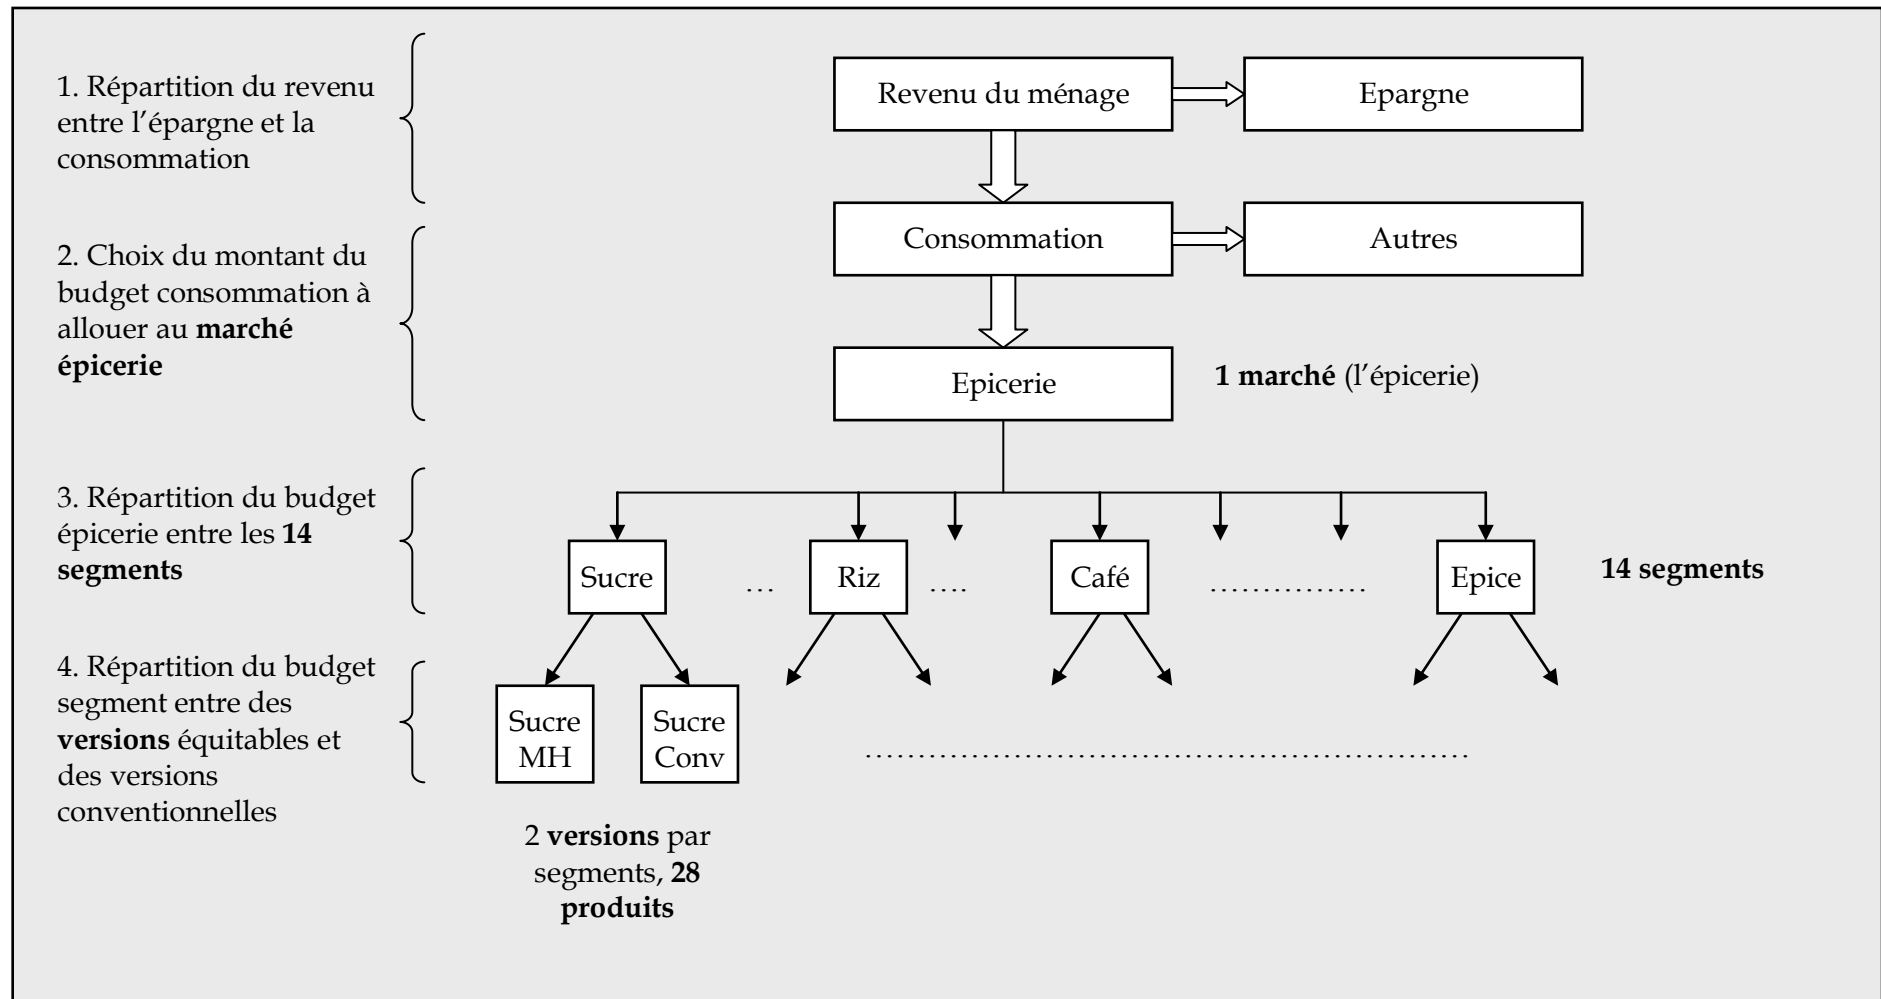 1. Répartition du revenu
entre l’épargne et la
consommation
Revenu du ménage
Epargne
2. Choix du montant du
budget consommation à
allouer au marché
épicerie
Consommation
Autres
Epicerie
1 marché (l’épicerie)
3. Répartition du budget
épicerie entre les 14
segments
Sucre
...
Riz
....
Café
..............
Epice
14 segments
4. Répartition du budget
segment entre des
versions équitables et
des versions
conventionnelles
Sucre
MH
Sucre
Conv
.......................................................
2 versions par
segments, 28
produits